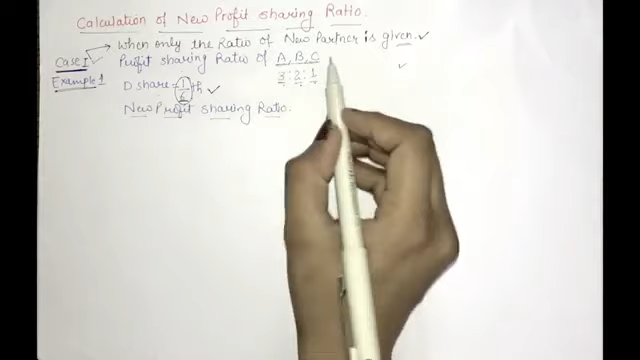 Calculation of New Profit sharing Ratio.
→ When only the Ratio of New Partner is given. ✓
Case I ✓ Profit sharing Ratio of A, B, C
Example 1 3 : 2 : 1
D share = 1/6 th ✓
New Profit sharing Ratio.